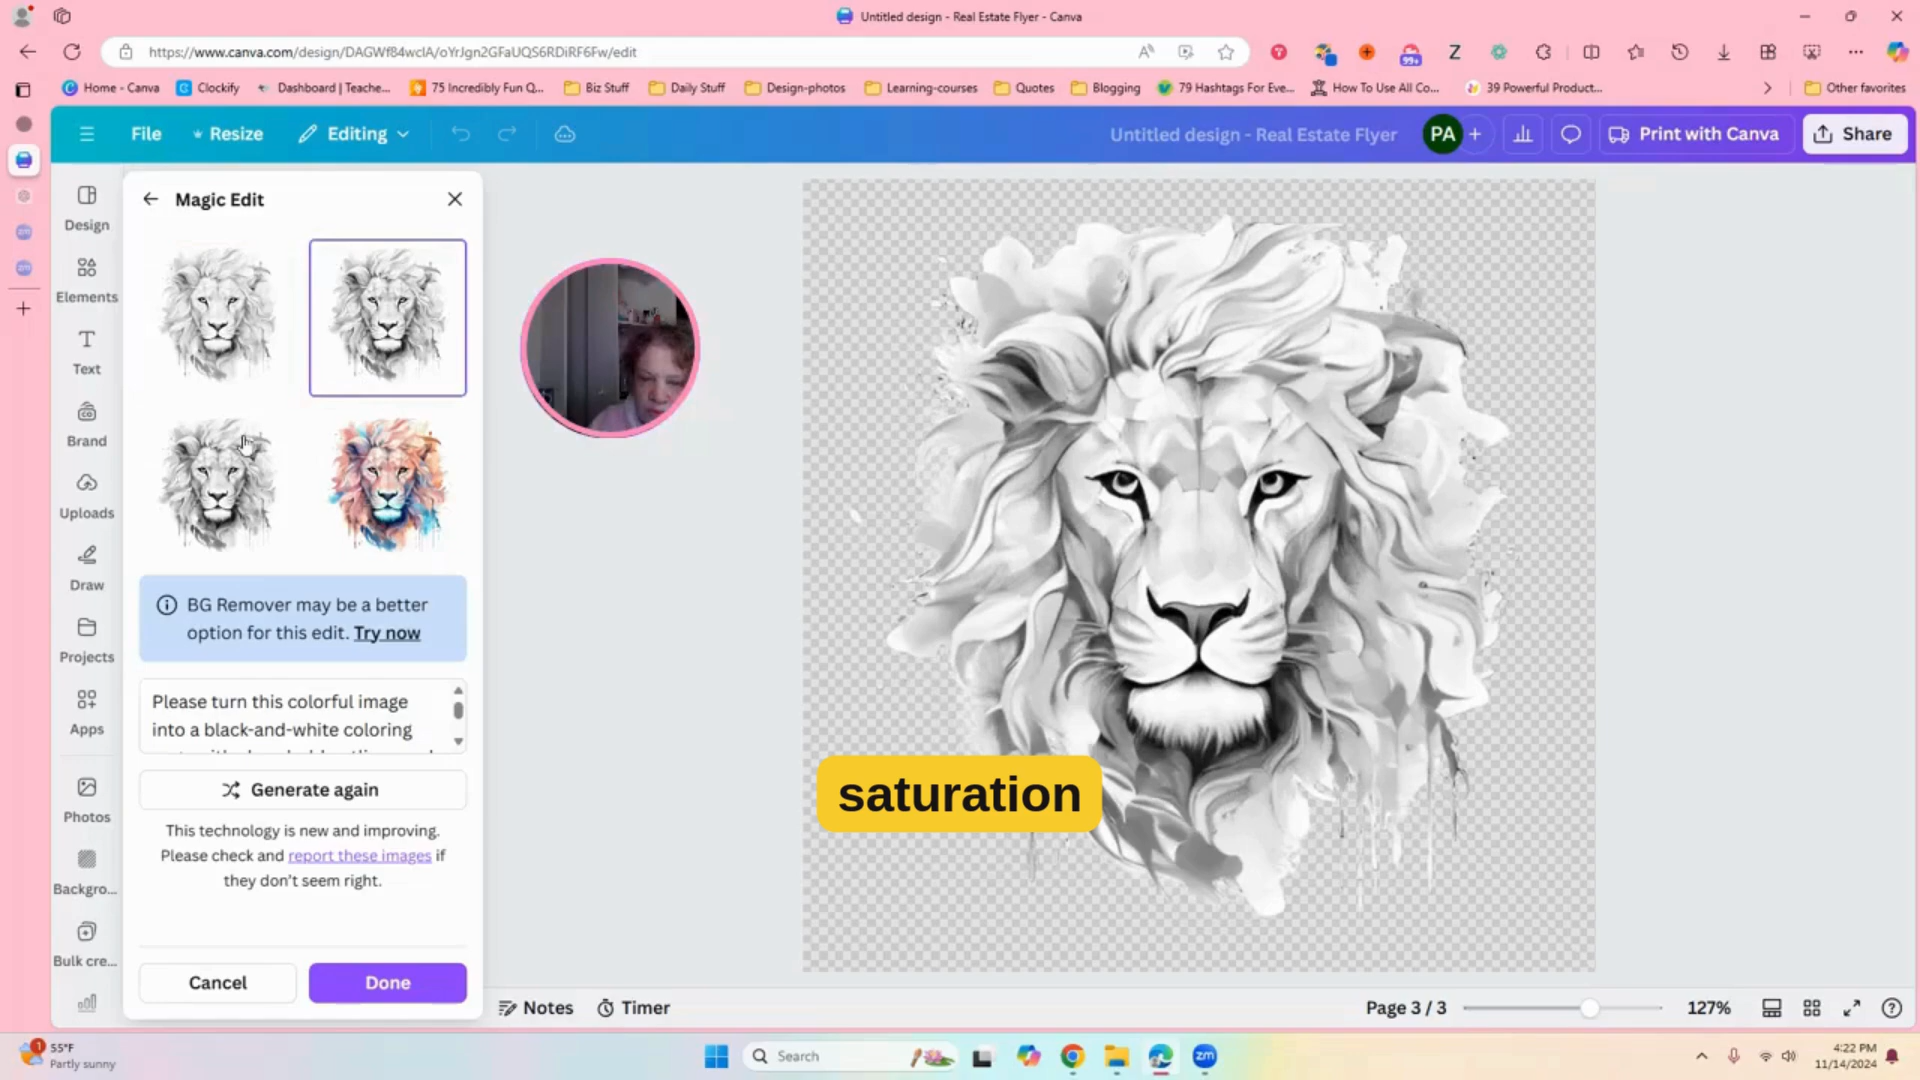 Untitled design - Real Estate Flyer - Canva
https://www.canva.com/design/DAGWf84wclA/oYrJgn2GFaUQS6RDiRF6Fw/edit
99+
Home - Canva
Clockify
Dashboard | Teache...
75 Incredibly Fun Q...
Biz Stuff
Daily Stuff
Design-photos
Learning-courses
Quotes
Blogging
79 Hashtags For Eve...
How To Use All Co...
39 Powerful Product...
Other favorites
File
Resize
Editing
Untitled design - Real Estate Flyer
PA
Print with Canva
Share
Design
Elements
Text
Brand
Uploads
Draw
Projects
Apps
Photos
Backgro...
Bulk cre...
Magic Edit
BG Remover may be a better
option for this edit. Try now
Please turn this colorful image
into a black-and-white coloring
Generate again
This technology is new and improving.
Please check and report these images if
they don't seem right.
Cancel
Done
saturation
Notes
Timer
Page 3 / 3
127%
1
55°F
Partly sunny
Search
zm
4:22 PM
11/14/2024